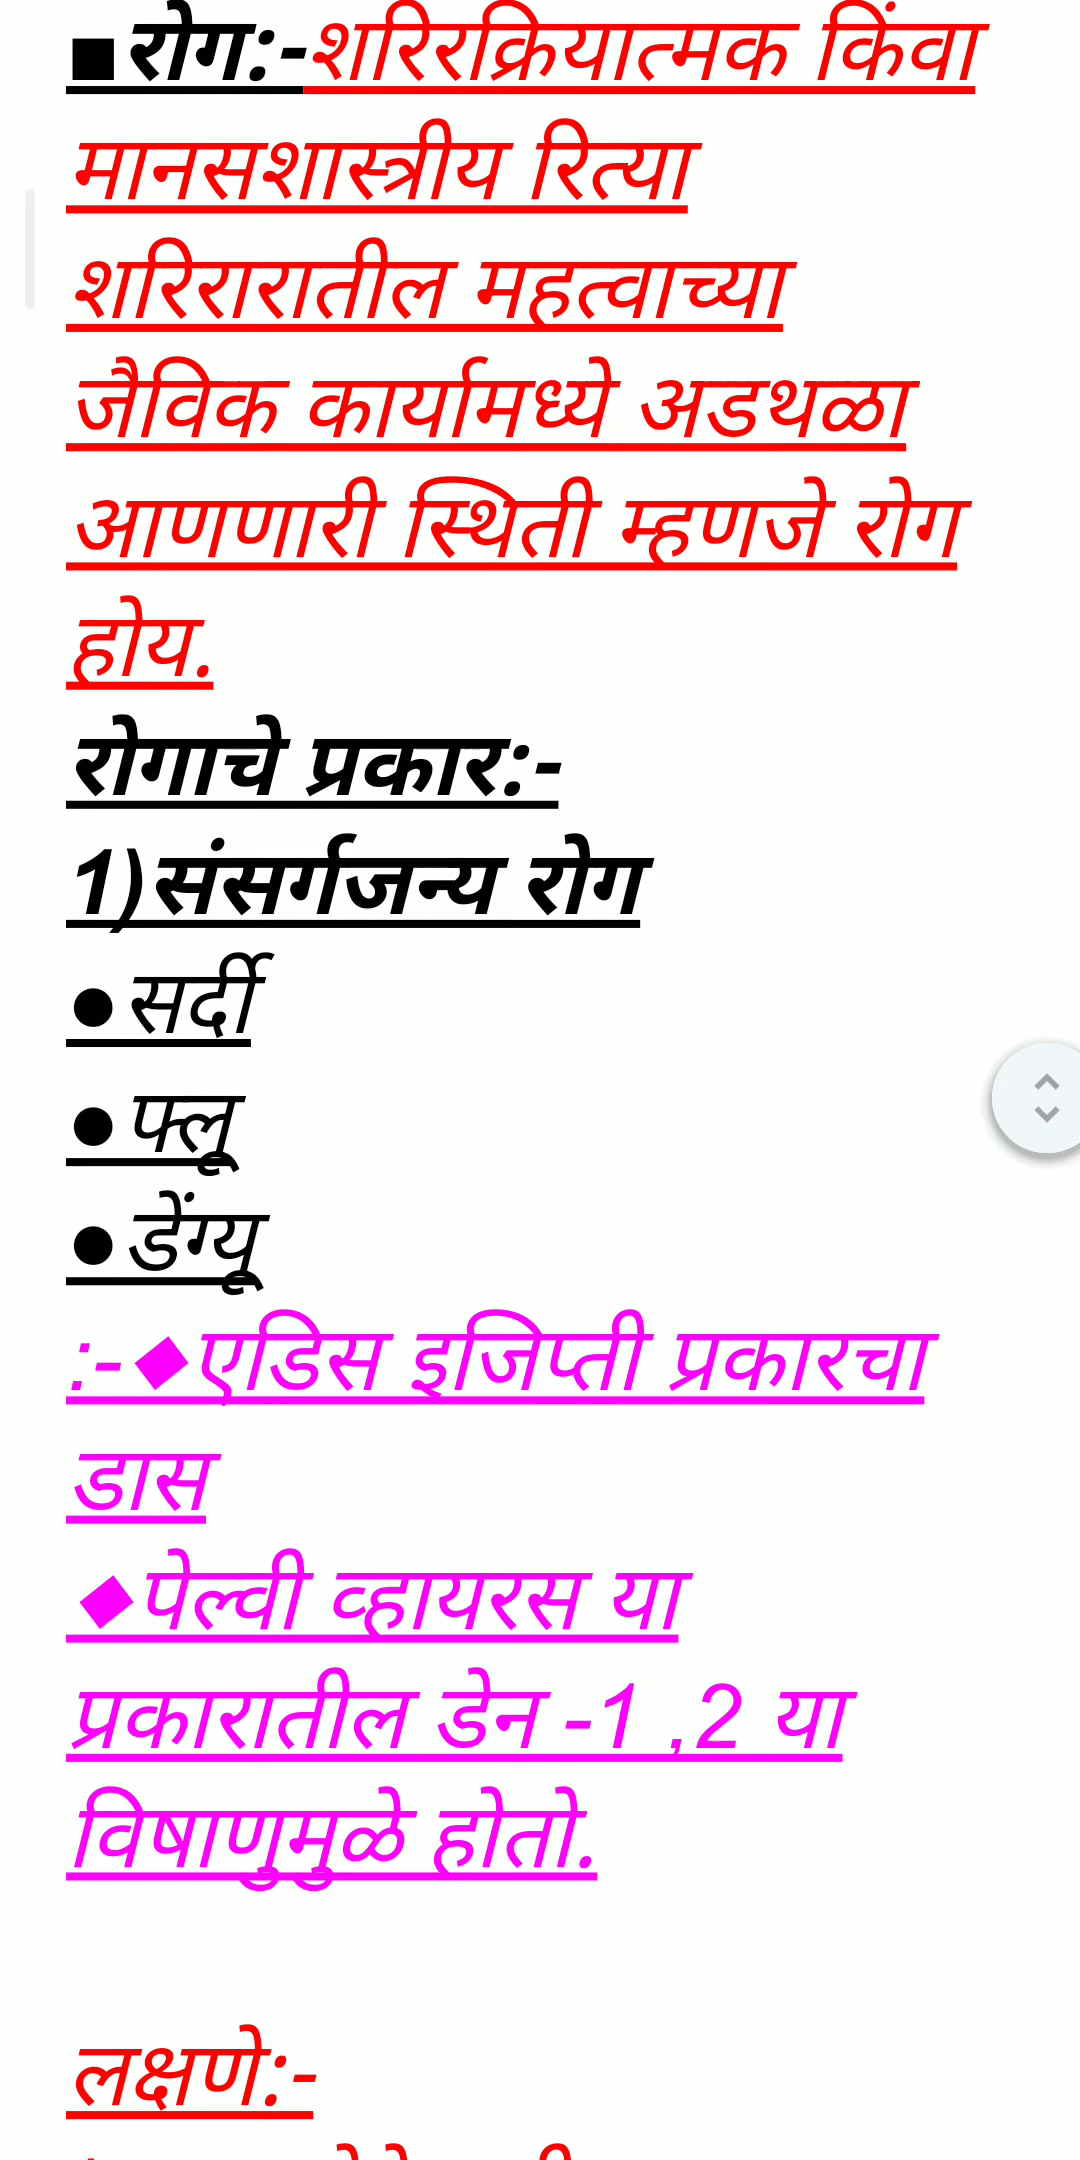 ■रोग:-शरिरक्रियात्मक किंवा
मानसशास्त्रीय रित्या
शरिरारातील महत्वाच्या
जैविक कार्यामध्ये अडथळा
आणणारी स्थिती म्हणजे रोग
होय.
रोगाचे प्रकार:-
1)संसर्गजन्य रोग
●सर्दी
●फ्लू
●डेंग्यू
:-◆एडिस इजिप्ती प्रकारचा
डास
◆पेल्वी व्हायरस या
प्रकारातील डेन -1 ,2 या
विषाणुमुळे होतो.
लक्षणे:-